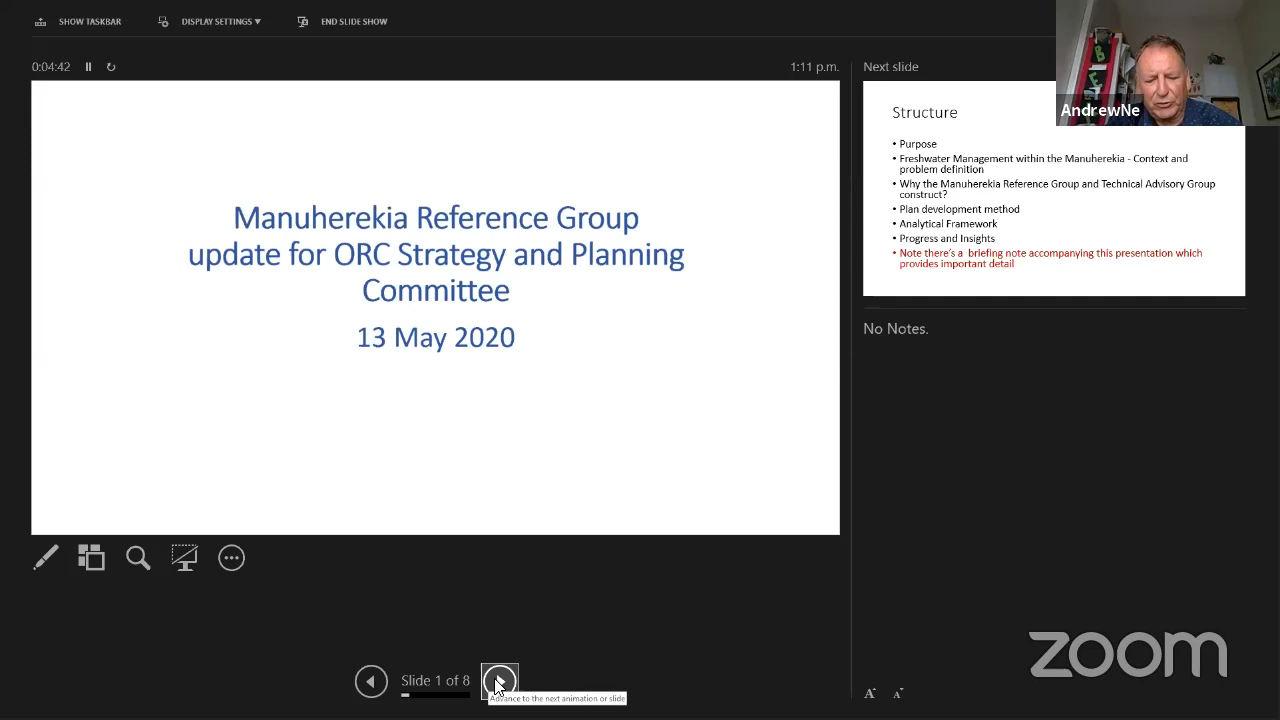 SHOW TASKBAR
DISPLAY SETTINGS ▼
END SLIDE SHOW
0:04:42
1:11 p.m.
Manuherekia Reference Group
update for ORC Strategy and Planning
Committee
13 May 2020
Slide 1 of 8
Advance to the next animation or slide
Next slide
AndrewNe
Structure
• Purpose
• Freshwater Management within the Manuherekia - Context and
problem definition
• Why the Manuherekia Reference Group and Technical Advisory Group
construct?
• Plan development method
• Analytical Framework
• Progress and Insights
• Note there's a briefing note accompanying this presentation which
provides important detail
No Notes.
A A
zoom